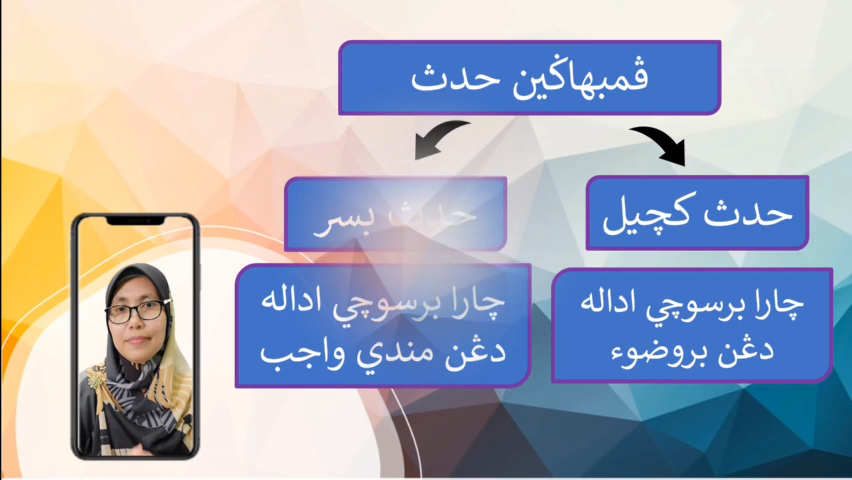 ڤمبهاݢين حدث
حدث کچيل
چارا برسوچي اداله
دڠن بروضوء
حدث بسر
چارا برسوچي اداله
دڠن مندي واجب